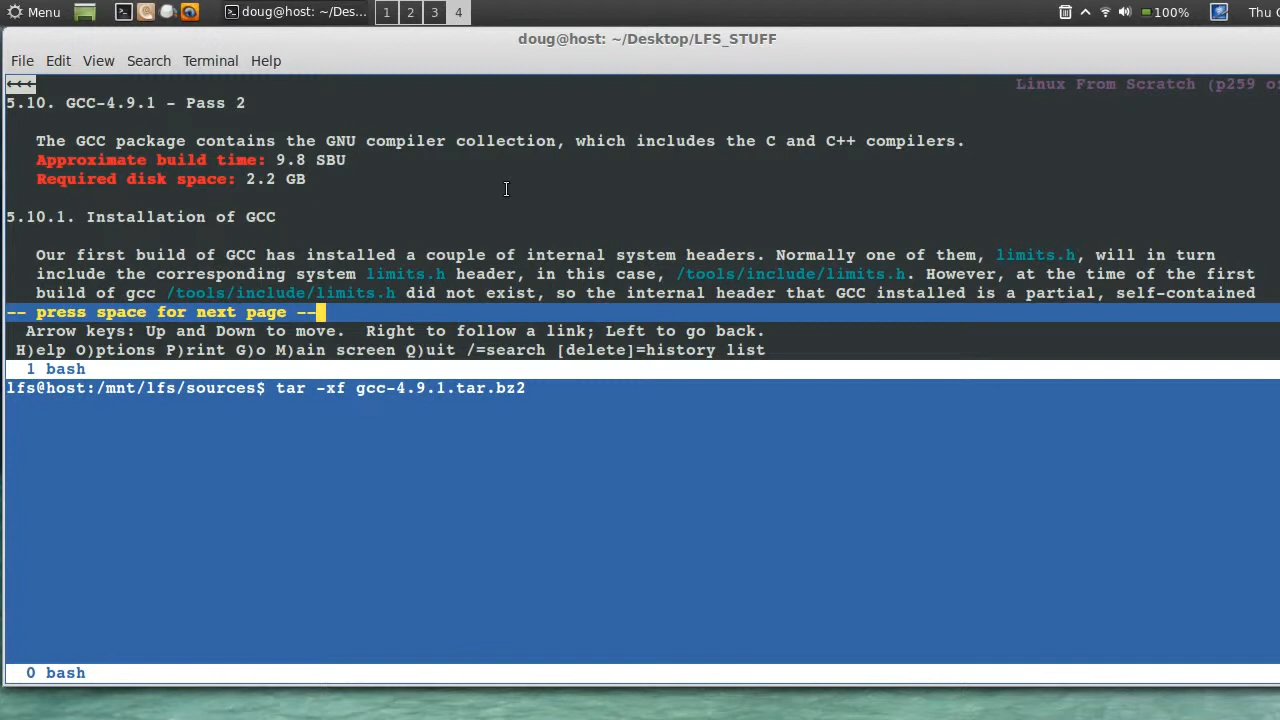 Menu doug@host: ~/Des... 1 2 3 4 100% Thu
doug@host: ~/Desktop/LFS_STUFF
File Edit View Search Terminal Help
←←← Linux From Scratch (p259 o
5.10. GCC-4.9.1 - Pass 2
The GCC package contains the GNU compiler collection, which includes the C and C++ compilers.
Approximate build time: 9.8 SBU
Required disk space: 2.2 GB
5.10.1. Installation of GCC
Our first build of GCC has installed a couple of internal system headers. Normally one of them, limits.h, will in turn
include the corresponding system limits.h header, in this case, /tools/include/limits.h. However, at the time of the first
build of gcc /tools/include/limits.h did not exist, so the internal header that GCC installed is a partial, self-contained
-- press space for next page --
Arrow keys: Up and Down to move. Right to follow a link; Left to go back.
H)elp O)ptions P)rint G)o M)ain screen Q)uit /=search [delete]=history list
1 bash
lfs@host:/mnt/lfs/sources$ tar -xf gcc-4.9.1.tar.bz2
0 bash